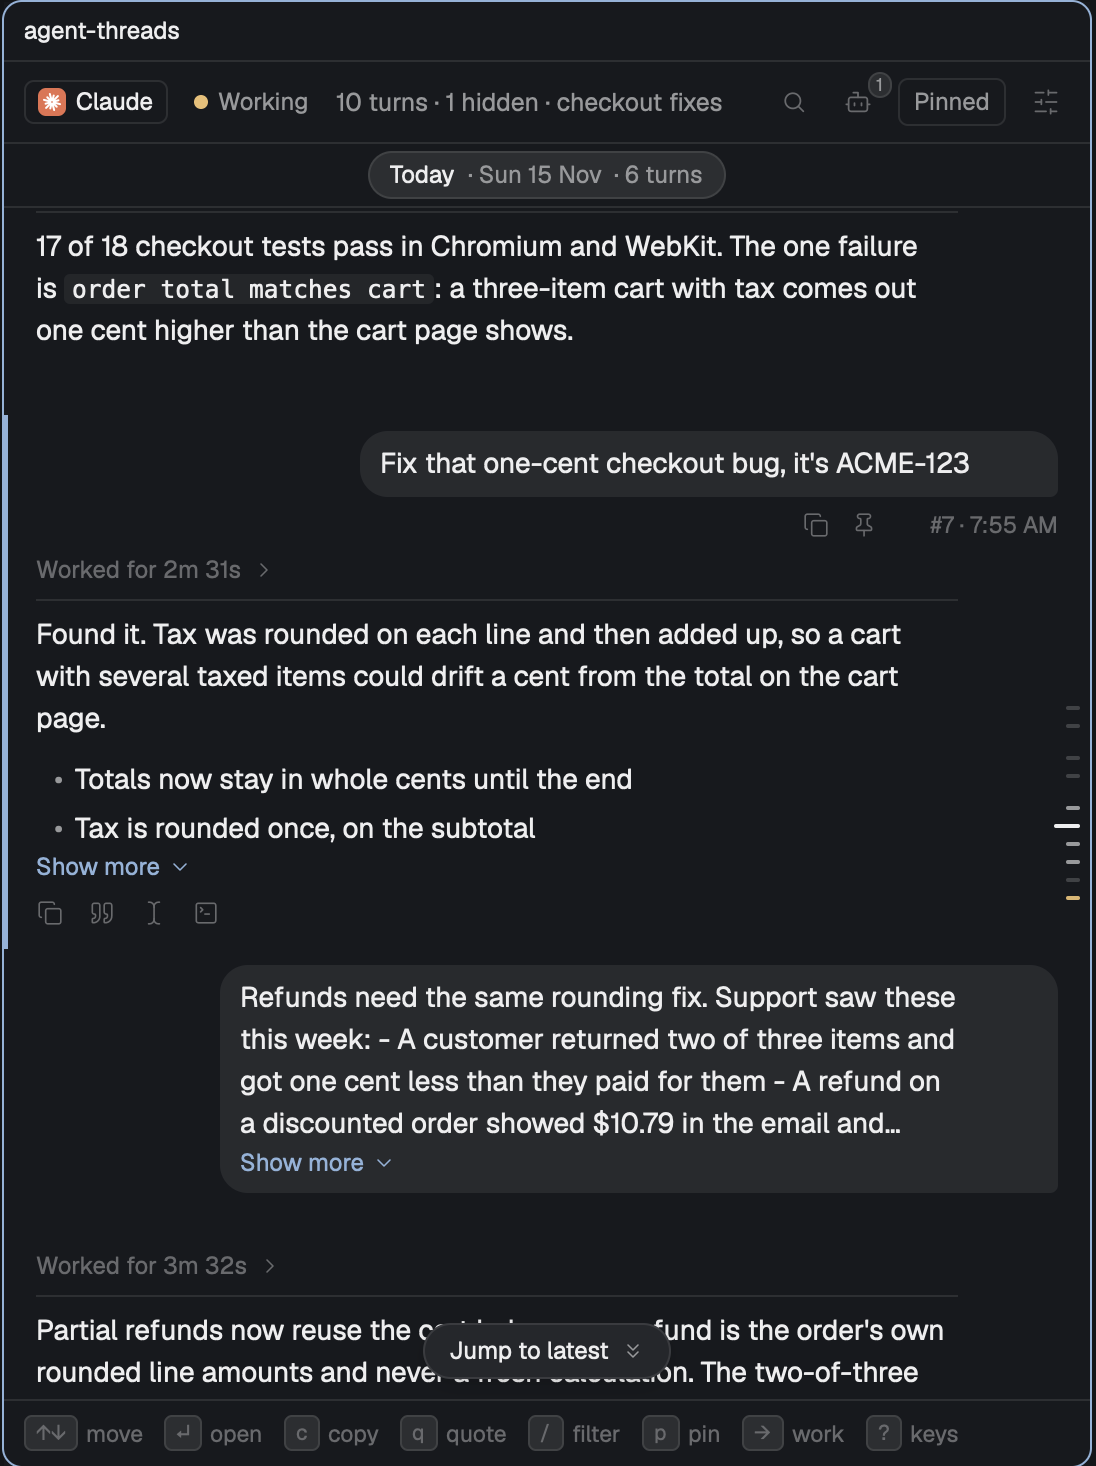 agent-threads
Claude
Working
10 turns · 1 hidden · checkout fixes
1
Pinned
Today · Sun 15 Nov · 6 turns
17 of 18 checkout tests pass in Chromium and WebKit. The one failure
is order total matches cart: a three-item cart with tax comes out
one cent higher than the cart page shows.
Fix that one-cent checkout bug, it's ACME-123
#7 · 7:55 AM
Worked for 2m 31s
Found it. Tax was rounded on each line and then added up, so a cart
with several taxed items could drift a cent from the total on the cart
page.
• Totals now stay in whole cents until the end
• Tax is rounded once, on the subtotal
Show more
Refunds need the same rounding fix. Support saw these
this week: - A customer returned two of three items and
got one cent less than they paid for them - A refund on
a discounted order showed $10.79 in the email and…
Show more
Worked for 3m 32s
Partial refunds now reuse the fund is the order's own
rounded line amounts and never The two-of-three
Jump to latest
↑↓ move ↵ open c copy q quote / filter p pin → work ? keys